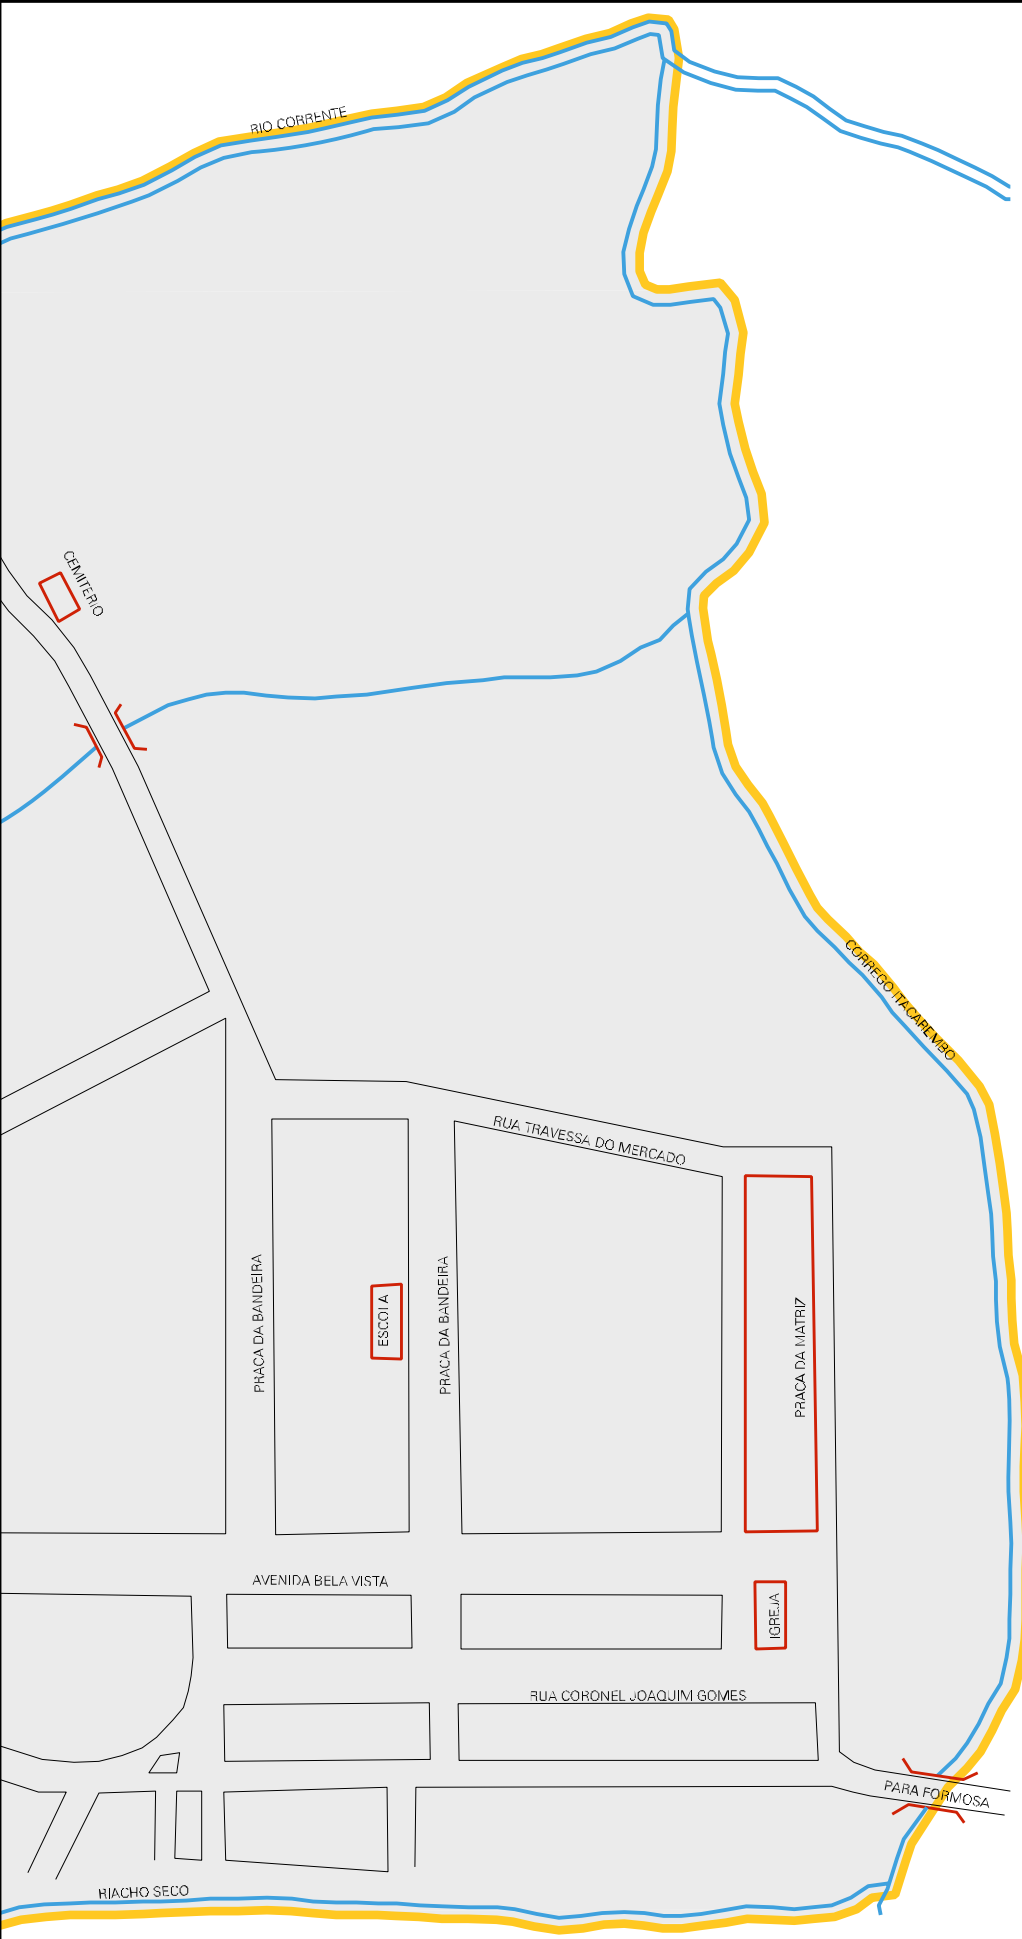 RIO CORRENTE
CEMITERIO
CORREGO ITACAREMBO
RUA TRAVESSA DO MERCADO
PRACA DA BANDEIRA
ESCOLA
PRACA DA BANDEIRA
PRACA DA MATRIZ
AVENIDA BELA VISTA
IGREJA
RUA CORONEL JOAQUIM GOMES
PARA FORMOSA
RIACHO SECO